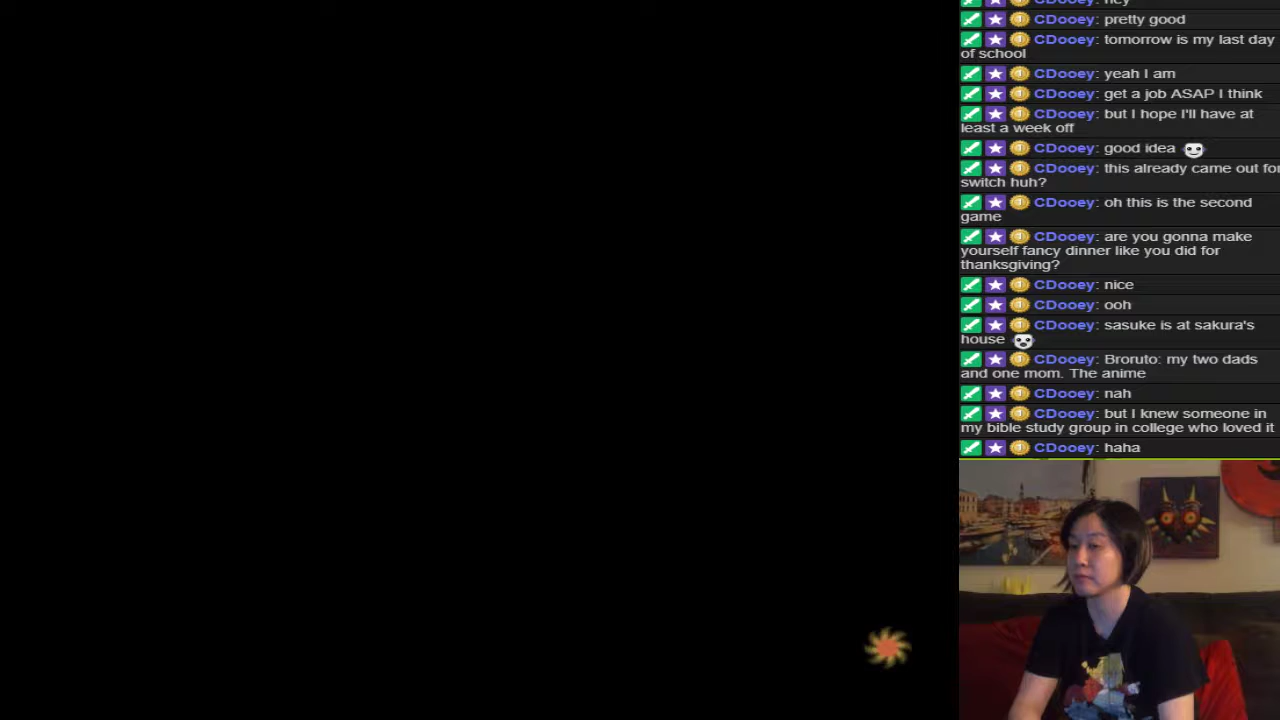 CDooey: hey
CDooey: pretty good
CDooey: tomorrow is my last day
of school
CDooey: yeah I am
CDooey: get a job ASAP I think
CDooey: but I hope I'll have at
least a week off
CDooey: good idea
CDooey: this already came out for
switch huh?
CDooey: oh this is the second
game
CDooey: are you gonna make
yourself fancy dinner like you did for
thanksgiving?
CDooey: nice
CDooey: ooh
CDooey: sasuke is at sakura's
house
CDooey: Broruto: my two dads
and one mom. The anime
CDooey: nah
CDooey: but I knew someone in
my bible study group in college who loved it
CDooey: haha